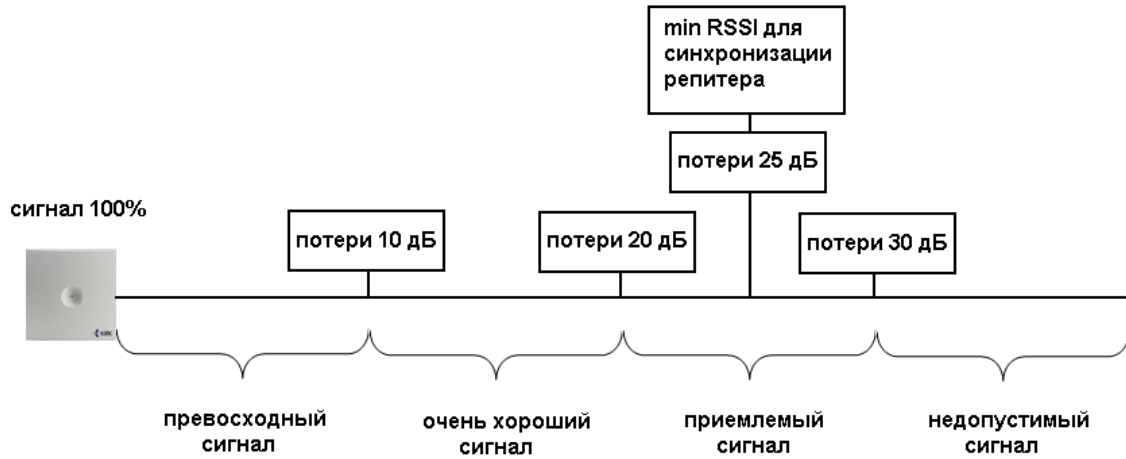 min RSSI для
синхронизации
репитера
потери 25 дБ
сигнал 100%
потери 10 дБ
потери 20 дБ
потери 30 дБ
превосходный
сигнал
очень хороший
сигнал
приемлемый
сигнал
недопустимый
сигнал